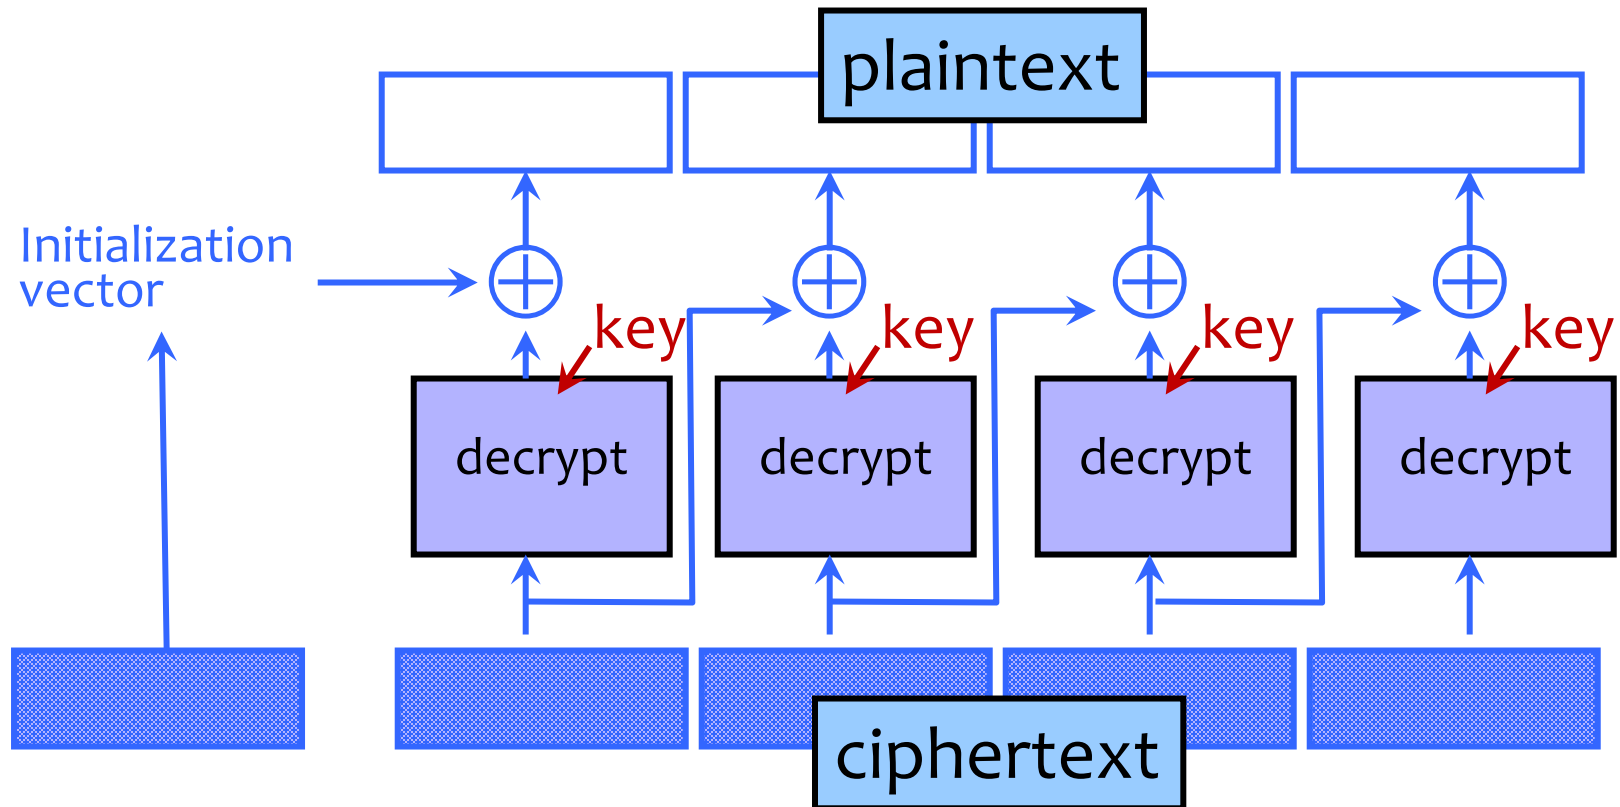 plaintext
Initialization
vector
key
key
key
key
decrypt
decrypt
decrypt
decrypt
ciphertext